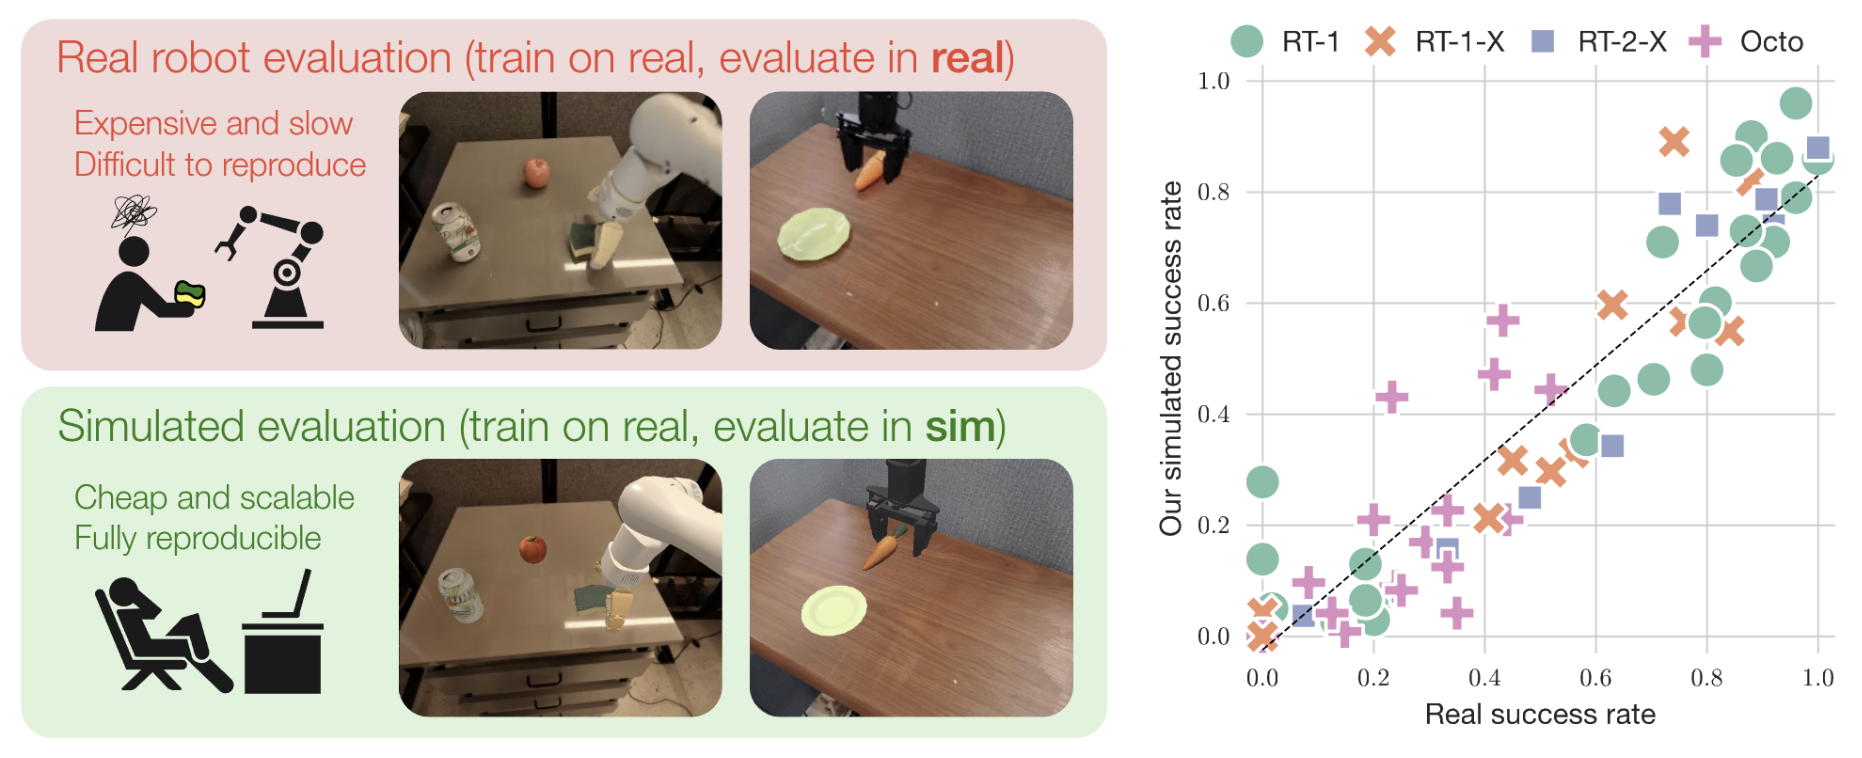 Real robot evaluation (train on real, evaluate in real)
Expensive and slow
Difficult to reproduce
Simulated evaluation (train on real, evaluate in sim)
Cheap and scalable
Fully reproducible
RT-1 RT-1-X RT-2-X Octo
Our simulated success rate
1.0
0.8
0.6
0.4
0.2
0.0
0.0 0.2 0.4 0.6 0.8 1.0
Real success rate